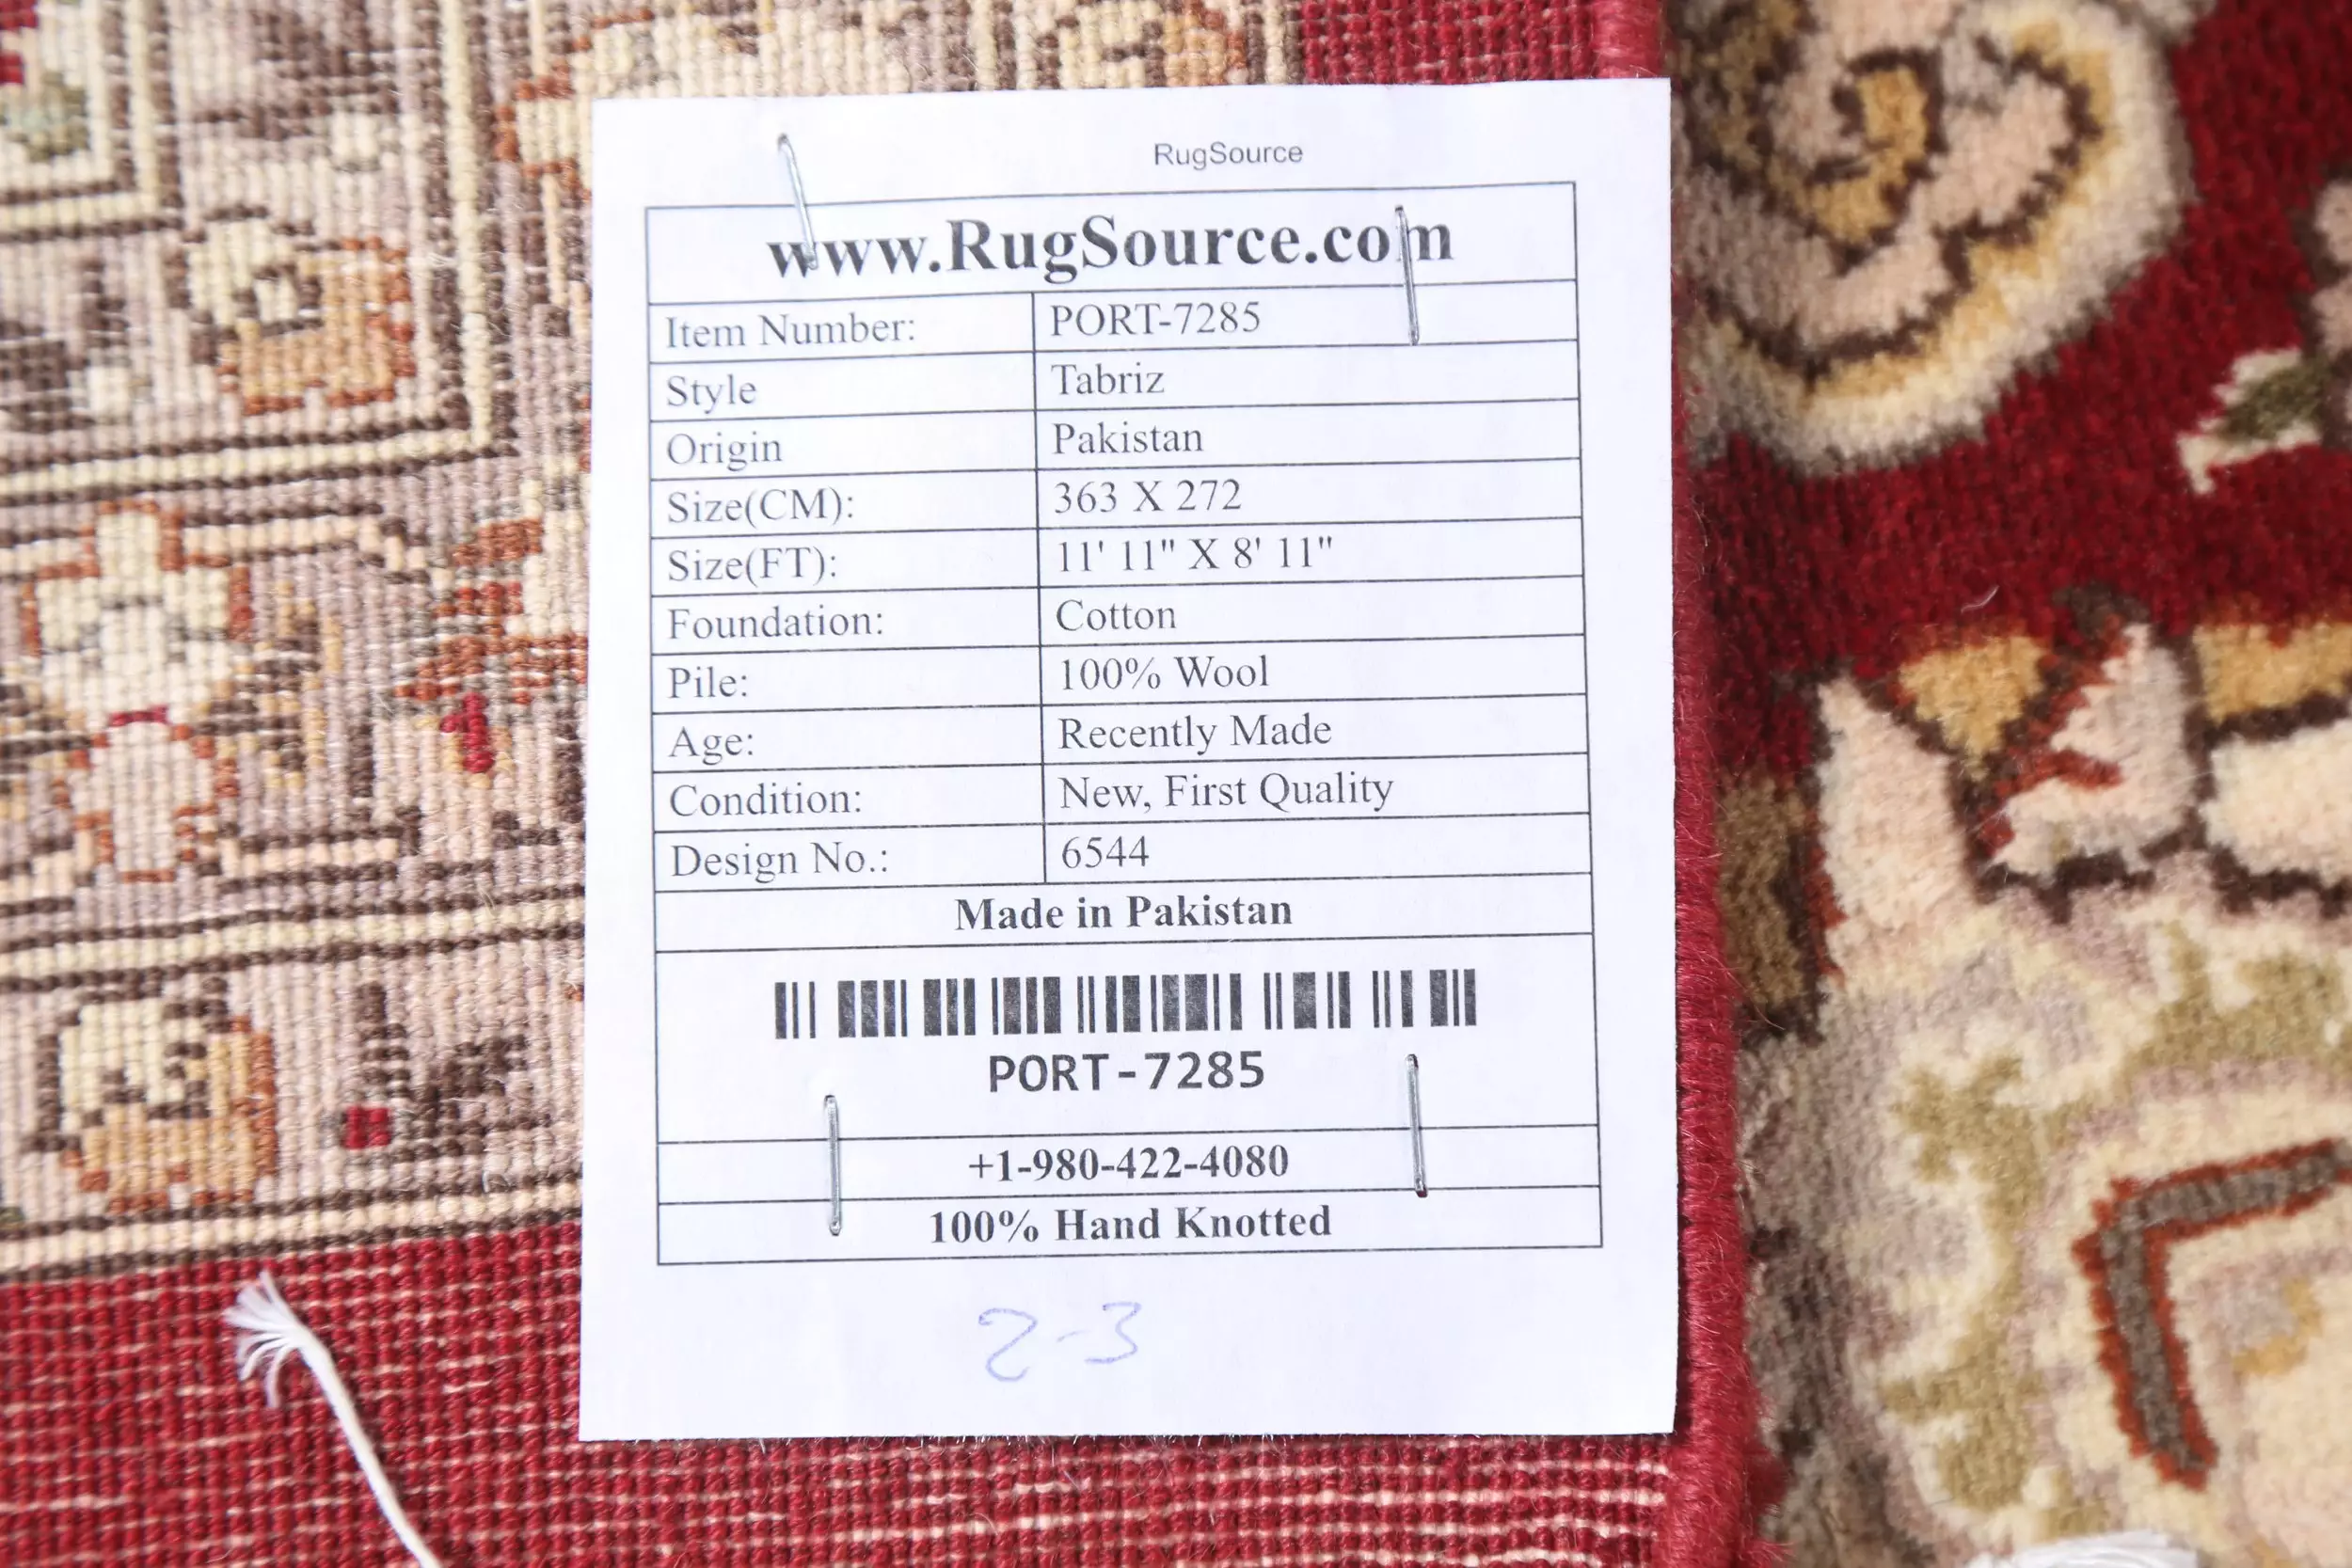 RugSource
www.RugSource.com
Item Number: PORT-7285
Style Tabriz
Origin Pakistan
Size(CM): 363 X 272
Size(FT): 11' 11" X 8' 11"
Foundation: Cotton
Pile: 100% Wool
Age: Recently Made
Condition: New, First Quality
Design No.: 6544
Made in Pakistan
PORT-7285
+1-980-422-4080
100% Hand Knotted
2-3